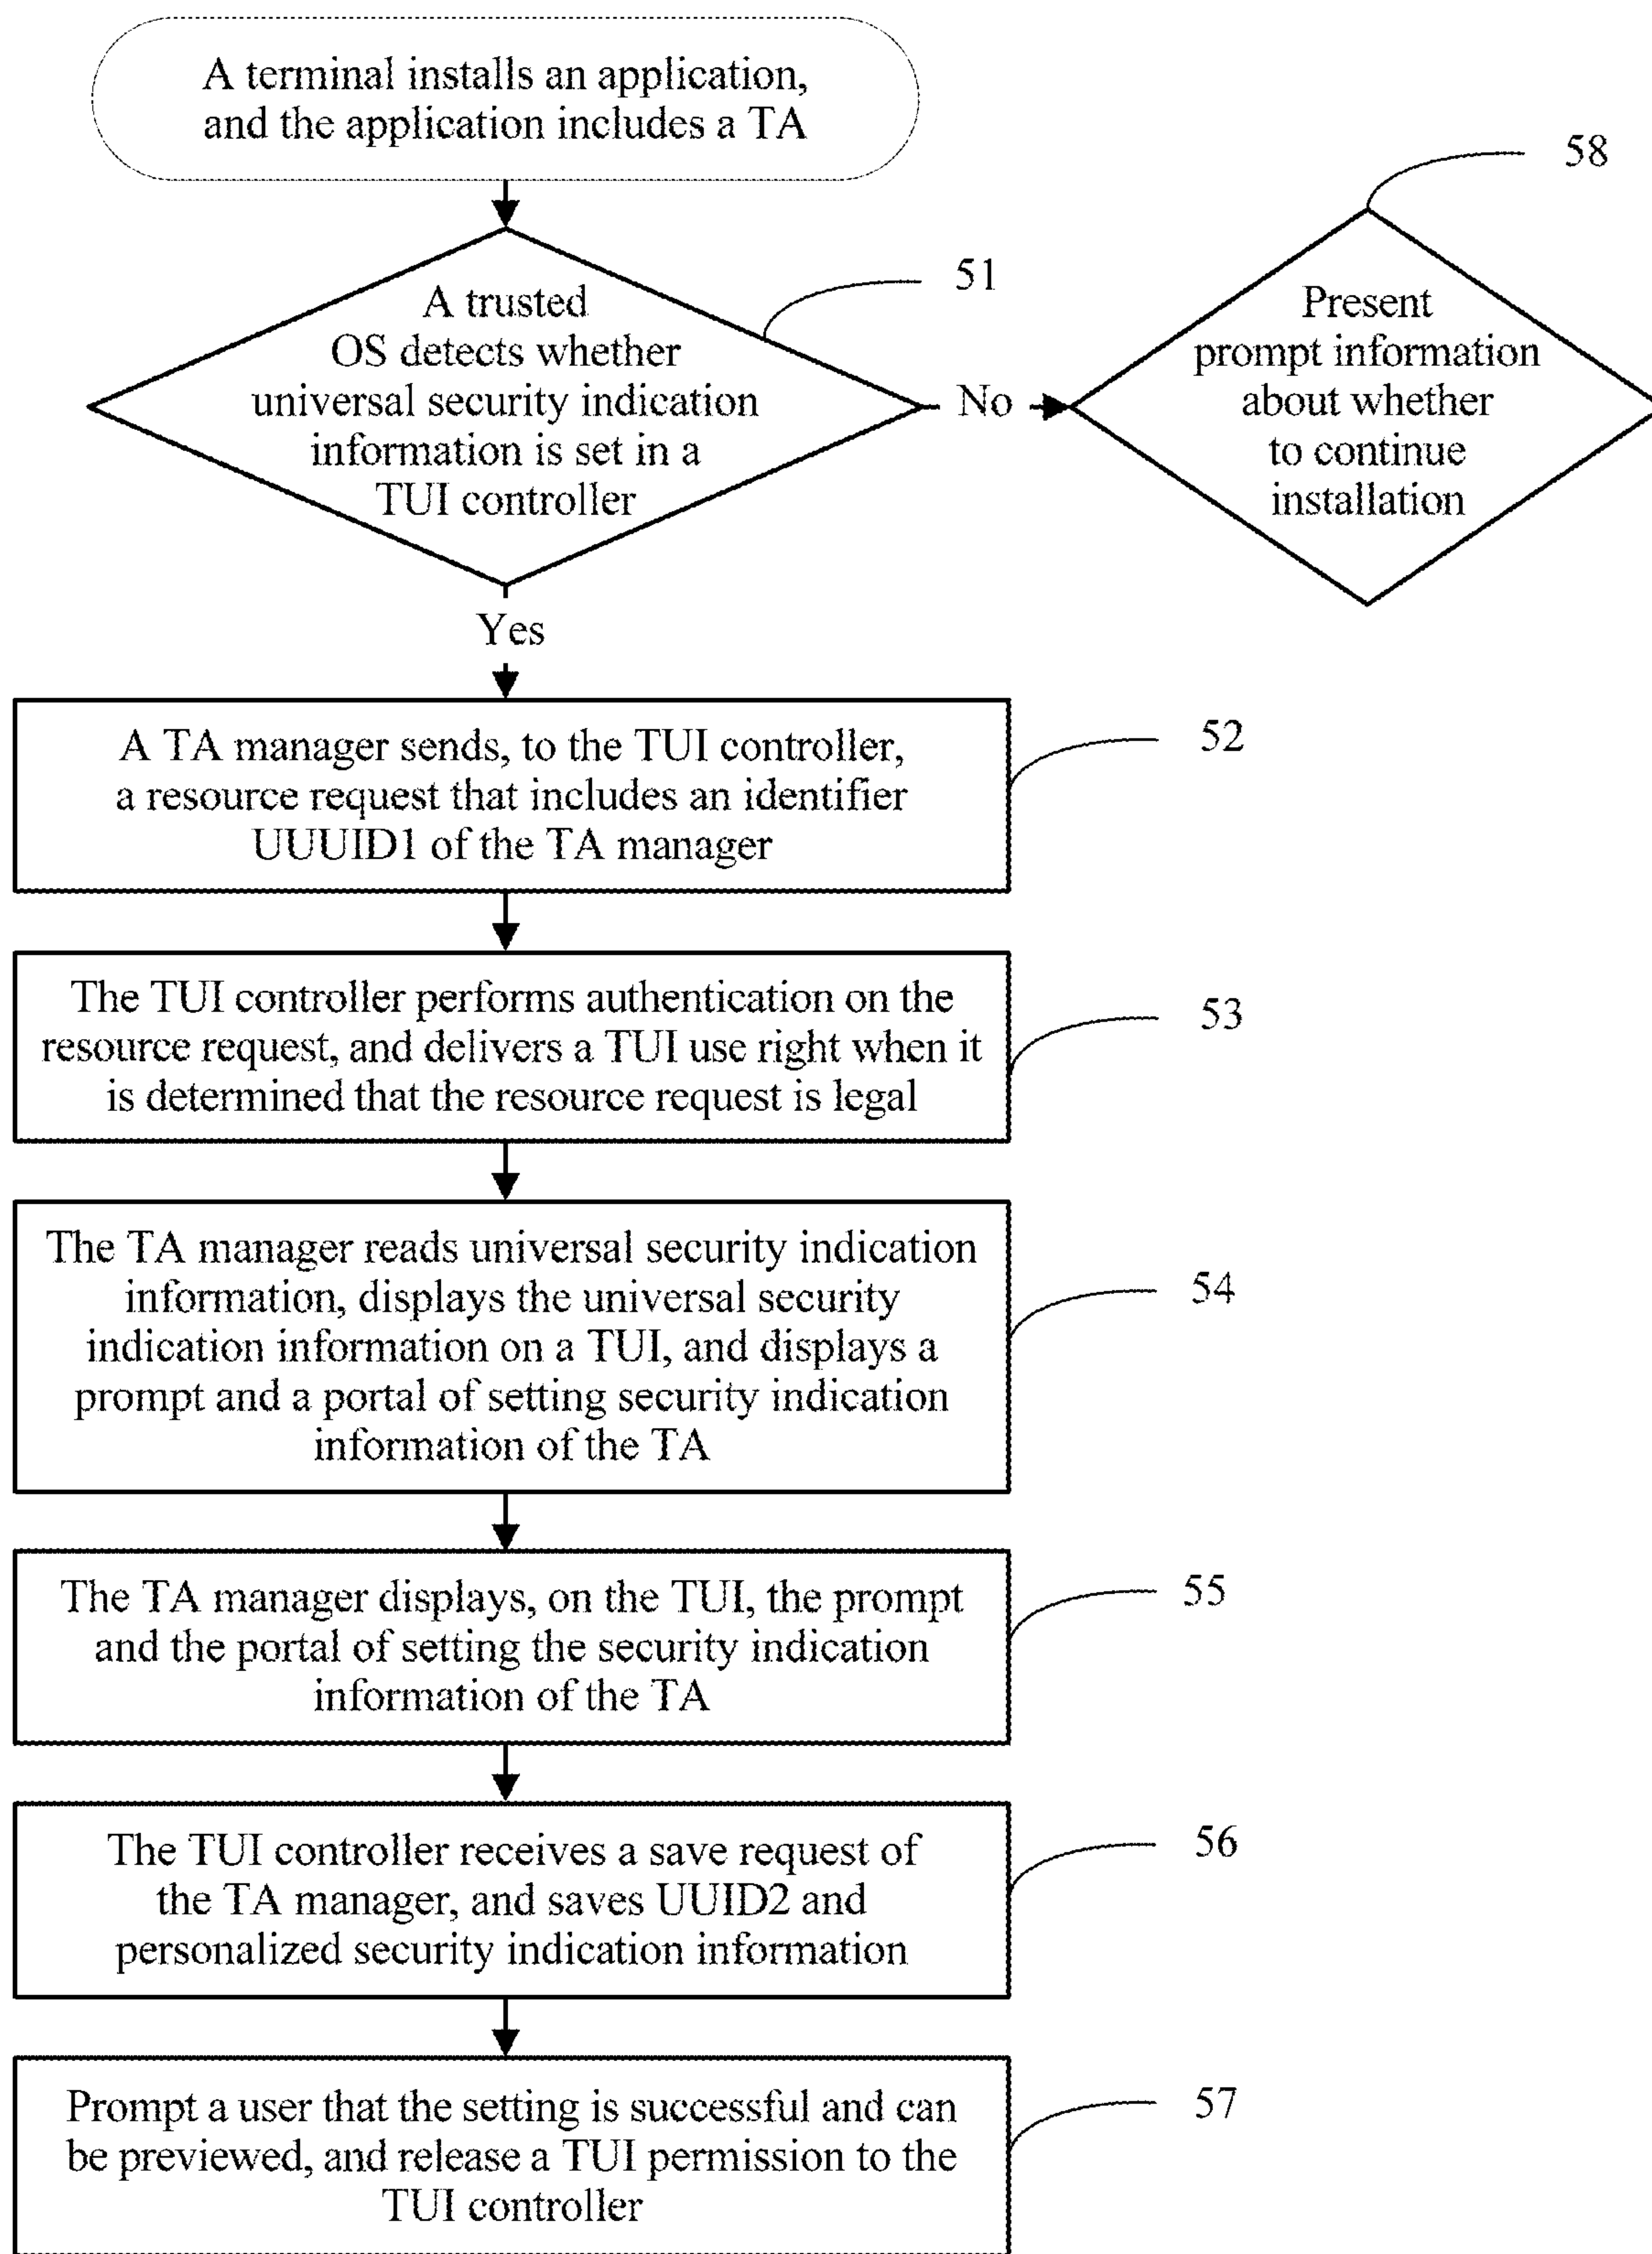 A terminal installs an application,
and the application includes a TA
58
51
A trusted
OS detects whether
universal security indication
information is set in a
TUI controller
No
Present
prompt information
about whether
to continue
installation
Yes
A TA manager sends, to the TUI controller,
a resource request that includes an identifier
UUUID1 of the TA manager
52
The TUI controller performs authentication on the
resource request, and delivers a TUI use right when it
is determined that the resource request is legal
53
The TA manager reads universal security indication
information, displays the universal security
indication information on a TUI, and displays a
prompt and a portal of setting security indication
information of the TA
54
The TA manager displays, on the TUI, the prompt
and the portal of setting the security indication
information of the TA
55
The TUI controller receives a save request of
the TA manager, and saves UUID2 and
personalized security indication information
56
Prompt a user that the setting is successful and can
be previewed, and release a TUI permission to the
TUI controller
57